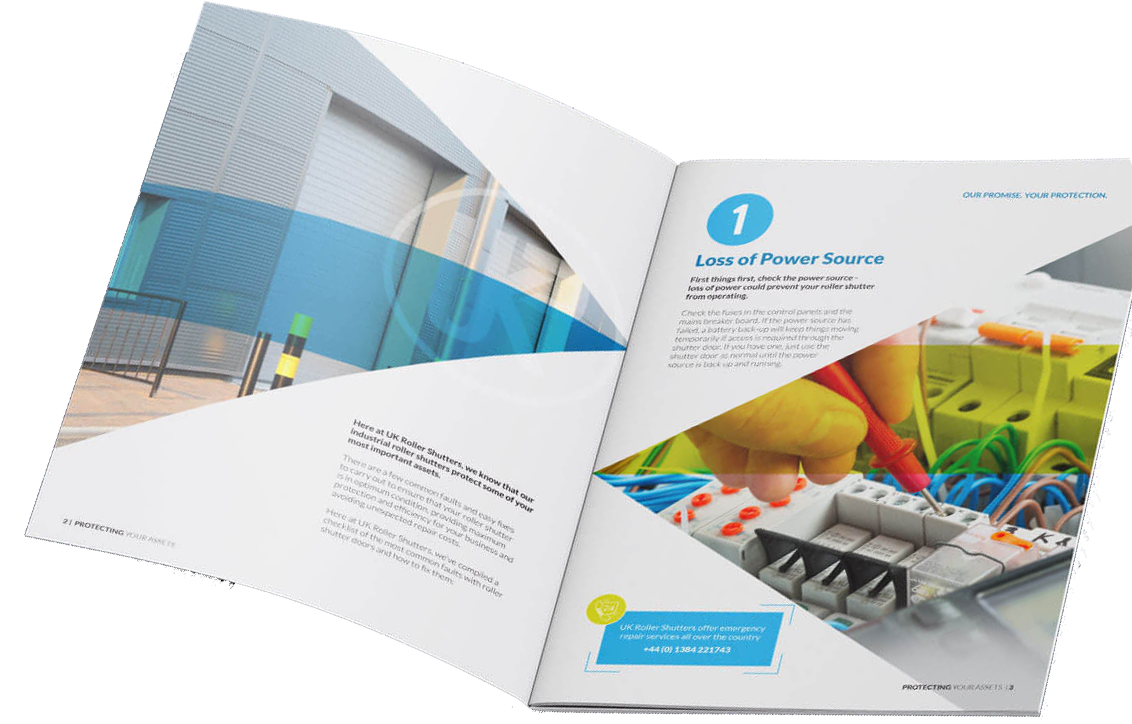 Here at UK Roller Shutters, we know that our
industrial roller shutters protect some of your
most important assets.
There are a few common faults and easy fixes
to carry out to ensure that your roller shutter
is in optimum condition, providing maximum
protection and efficiency for your business and
avoiding unexpected repair costs.
Here at UK Roller Shutters, we've compiled a
checklist of the most common faults with roller
shutter doors and how to fix them.
2 | PROTECTING YOUR ASSETS
OUR PROMISE. YOUR PROTECTION.
1
Loss of Power Source
First things first, check the power source -
loss of power could prevent your roller shutter
from operating.
Check the fuses in the control panels and the
mains breaker board. If the power source has
failed, a battery back-up will keep things moving
temporarily if access is required through the
shutter door. If you have one, just use the
shutter door as normal until the power
source is back up and running.
24
UK Roller Shutters offer emergency
repair services all over the country
+44 (0) 1384 221743
PROTECTING YOUR ASSETS | 3